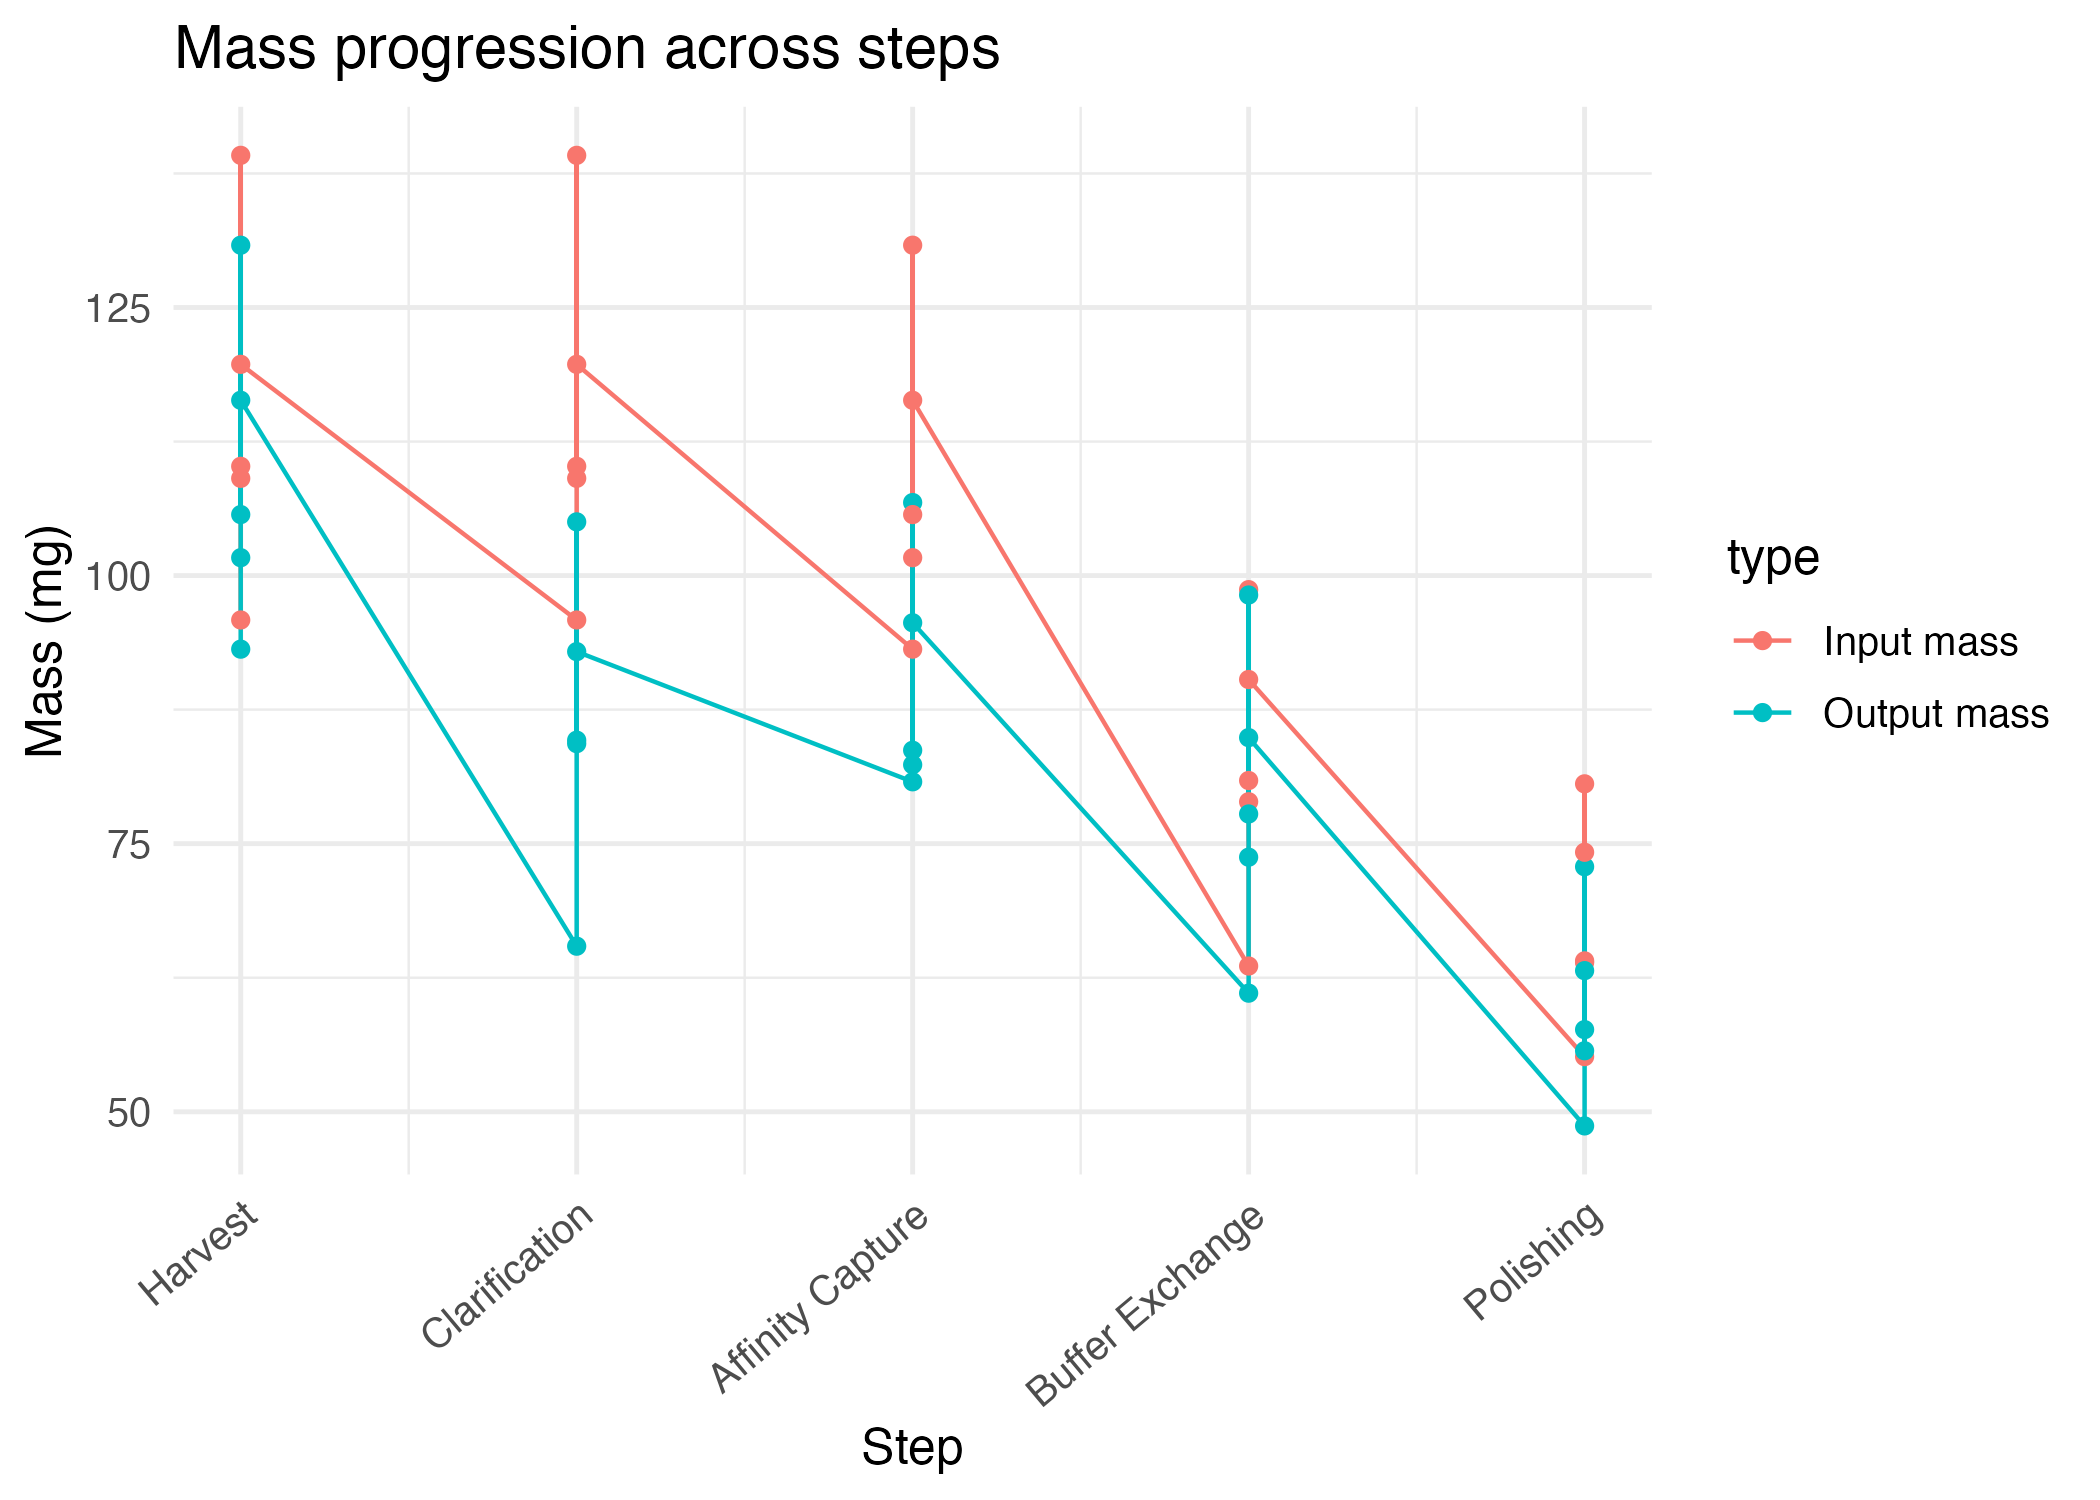 Mass progression across steps
Mass (mg)
125
100
75
50
Harvest
Clarification
Affinity Capture
Buffer Exchange
Polishing
Step
type
Input mass
Output mass